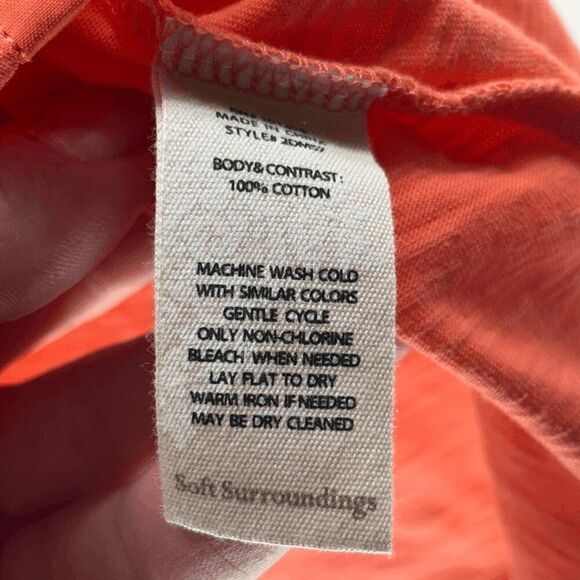 MADE IN CHINA
STYLE# 2DM57
BODY & CONTRAST:
100% COTTON
MACHINE WASH COLD
WITH SIMILAR COLORS
GENTLE CYCLE
ONLY NON-CHLORINE
BLEACH WHEN NEEDED
LAY FLAT TO DRY
WARM IRON IF NEEDED
MAY BE DRY CLEANED
Soft Surroundings